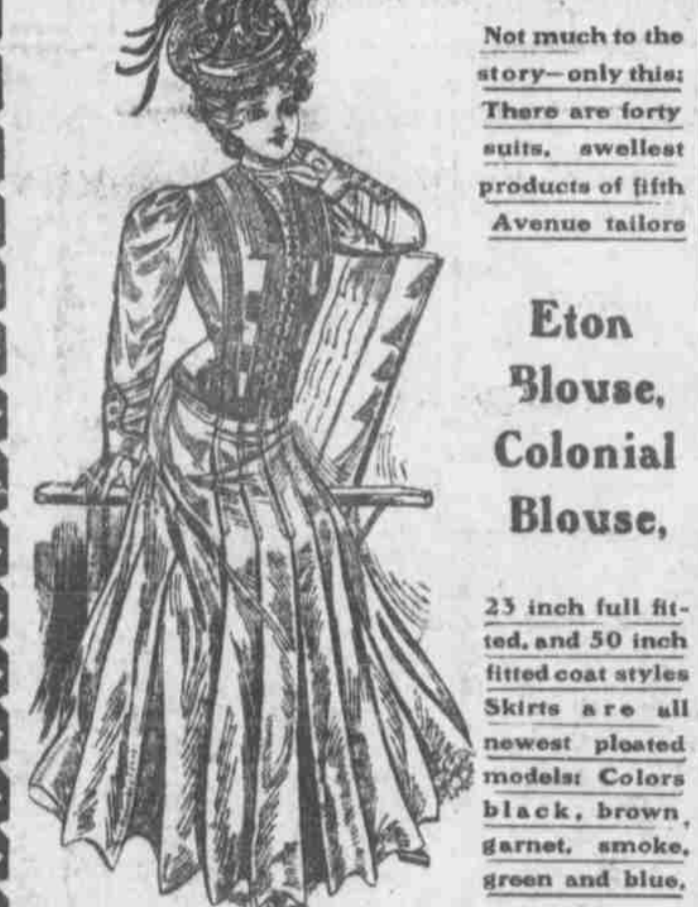 Not much to the
story—only this:
There are forty
suits, swellest
products of fifth
Avenue tailors
Eton
Blouse,
Colonial
Blouse,
23 inch full fit-
ted, and 50 inch
fitted coat styles
Skirts are all
newest pleated
models: Colors
black, brown,
garnet, smoke,
green and blue,